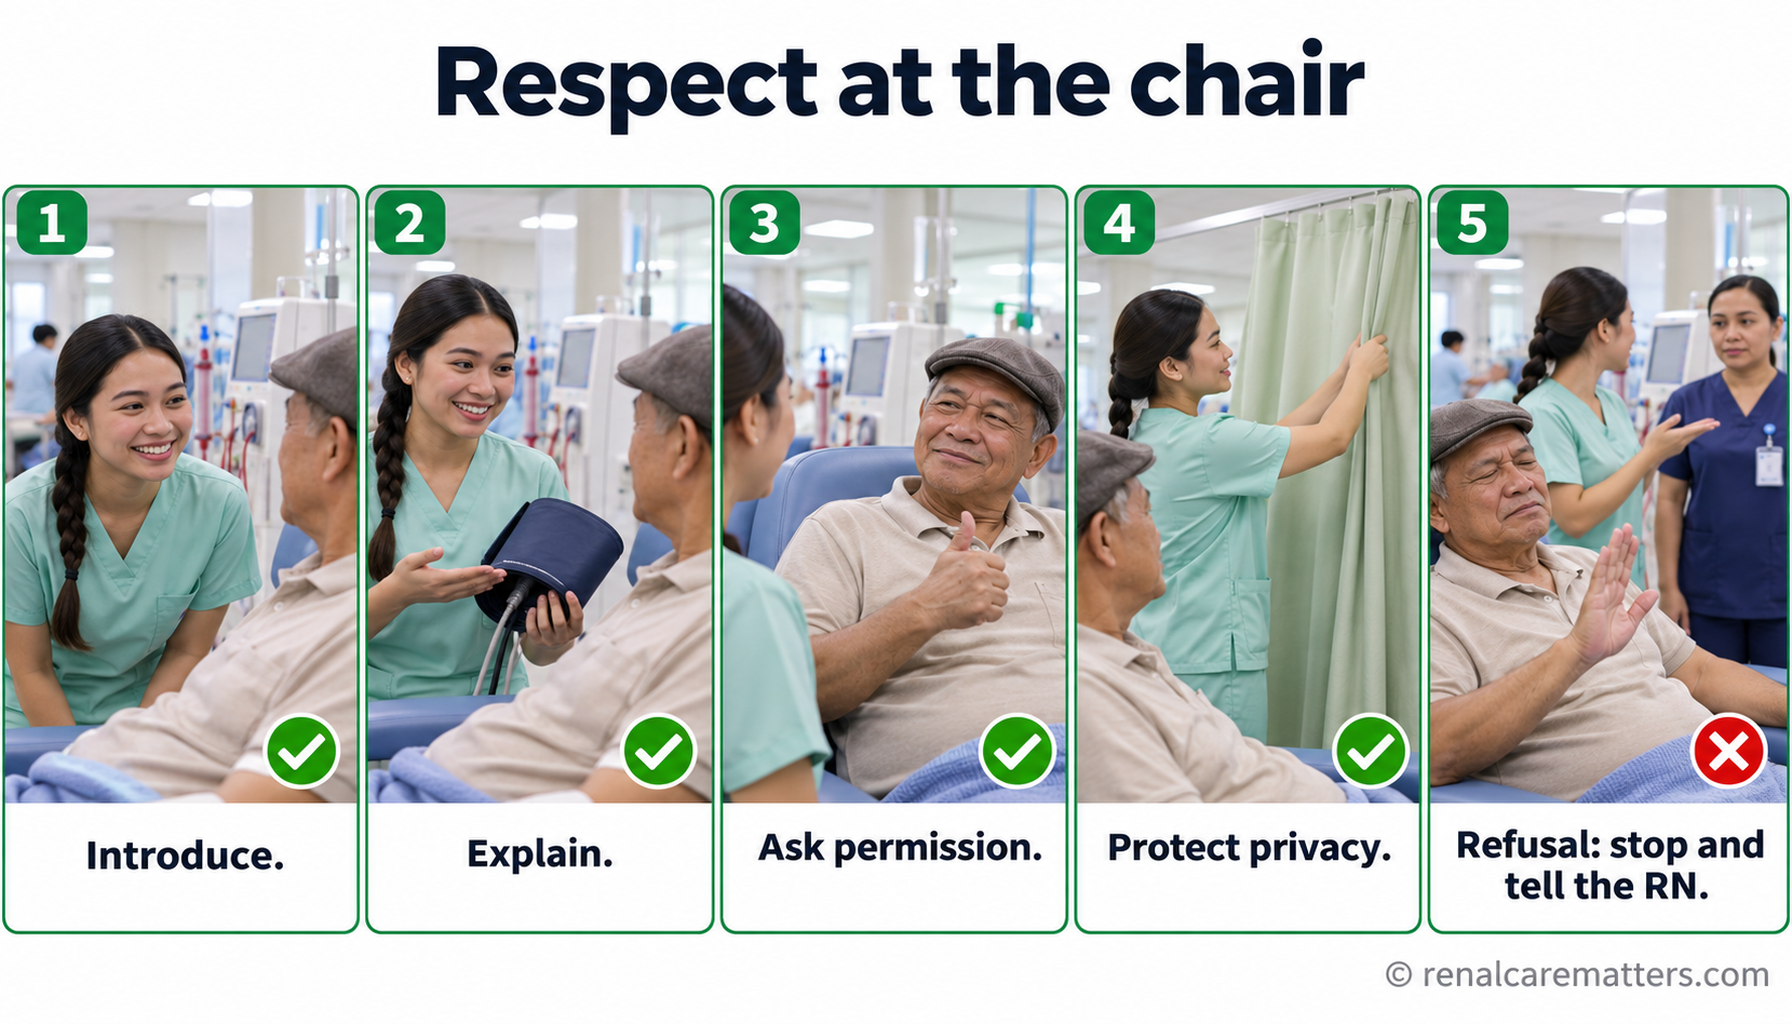 Respect at the chair
1
2
3
4
5
Introduce.
Explain.
Ask permission.
Protect privacy.
Refusal: stop and
tell the RN.
© renalcarematters.com